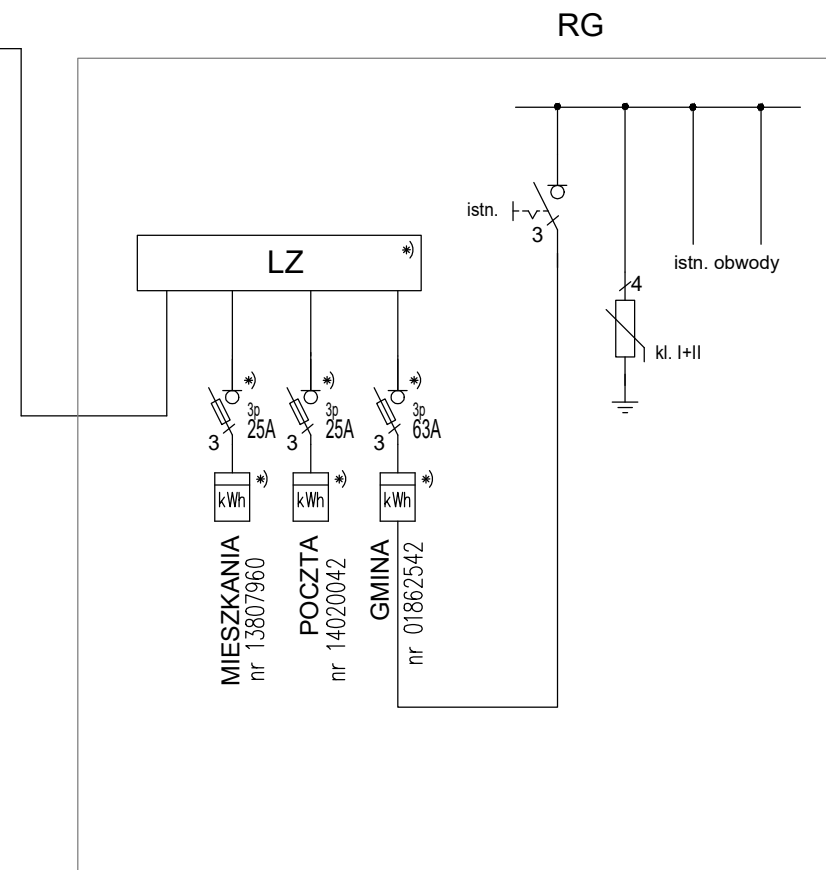 RG
istn.
3
istn. obwody
4
kl. I+II
LZ
*)
*)
3p
25A
3
*)
3p
25A
3
*)
3p
63A
3
kWh
*)
kWh
*)
kWh
*)
MIESZKANIA
nr 13807960
POCZTA
nr 14020042
GMINA
nr 01862542